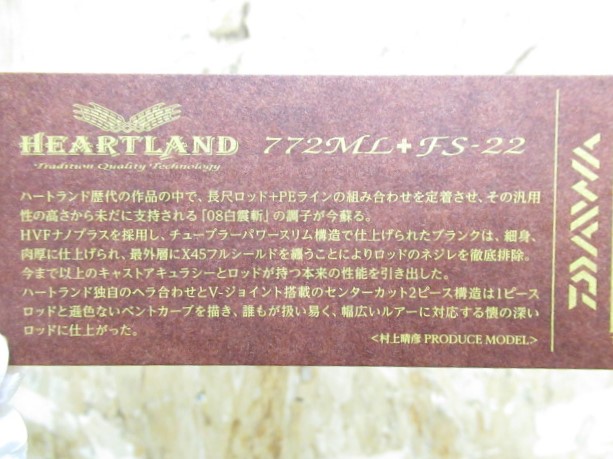 HEARTLAND 772ML+FS-22
Tradition Quality Technology
ハートランド歴代の作品の中で、長尺ロッド+PEラインの組み合わせを定着させ、その汎用
性の高さから未だに支持される「08白震斬」の調子が今蘇る。
HVFナノプラスを採用し、チューブラーパワースリム構造で仕上げられたブランクは、細身、
肉厚に仕上げられ、最外層にX45フルシールドを纏うことによりロッドのネジレを徹底排除。
今まで以上のキャストアキュラシーとロッドが持つ本来の性能を引き出した。
ハートランド独自のヘラ合わせとV-ジョイント搭載のセンターカット2ピース構造は1ピース
ロッドと遜色ないベントカーブを描き、誰もが扱い易く、幅広いルアーに対応する懐の深い
ロッドに仕上がった。
<村上晴彦 PRODUCE MODEL>
DAIWA